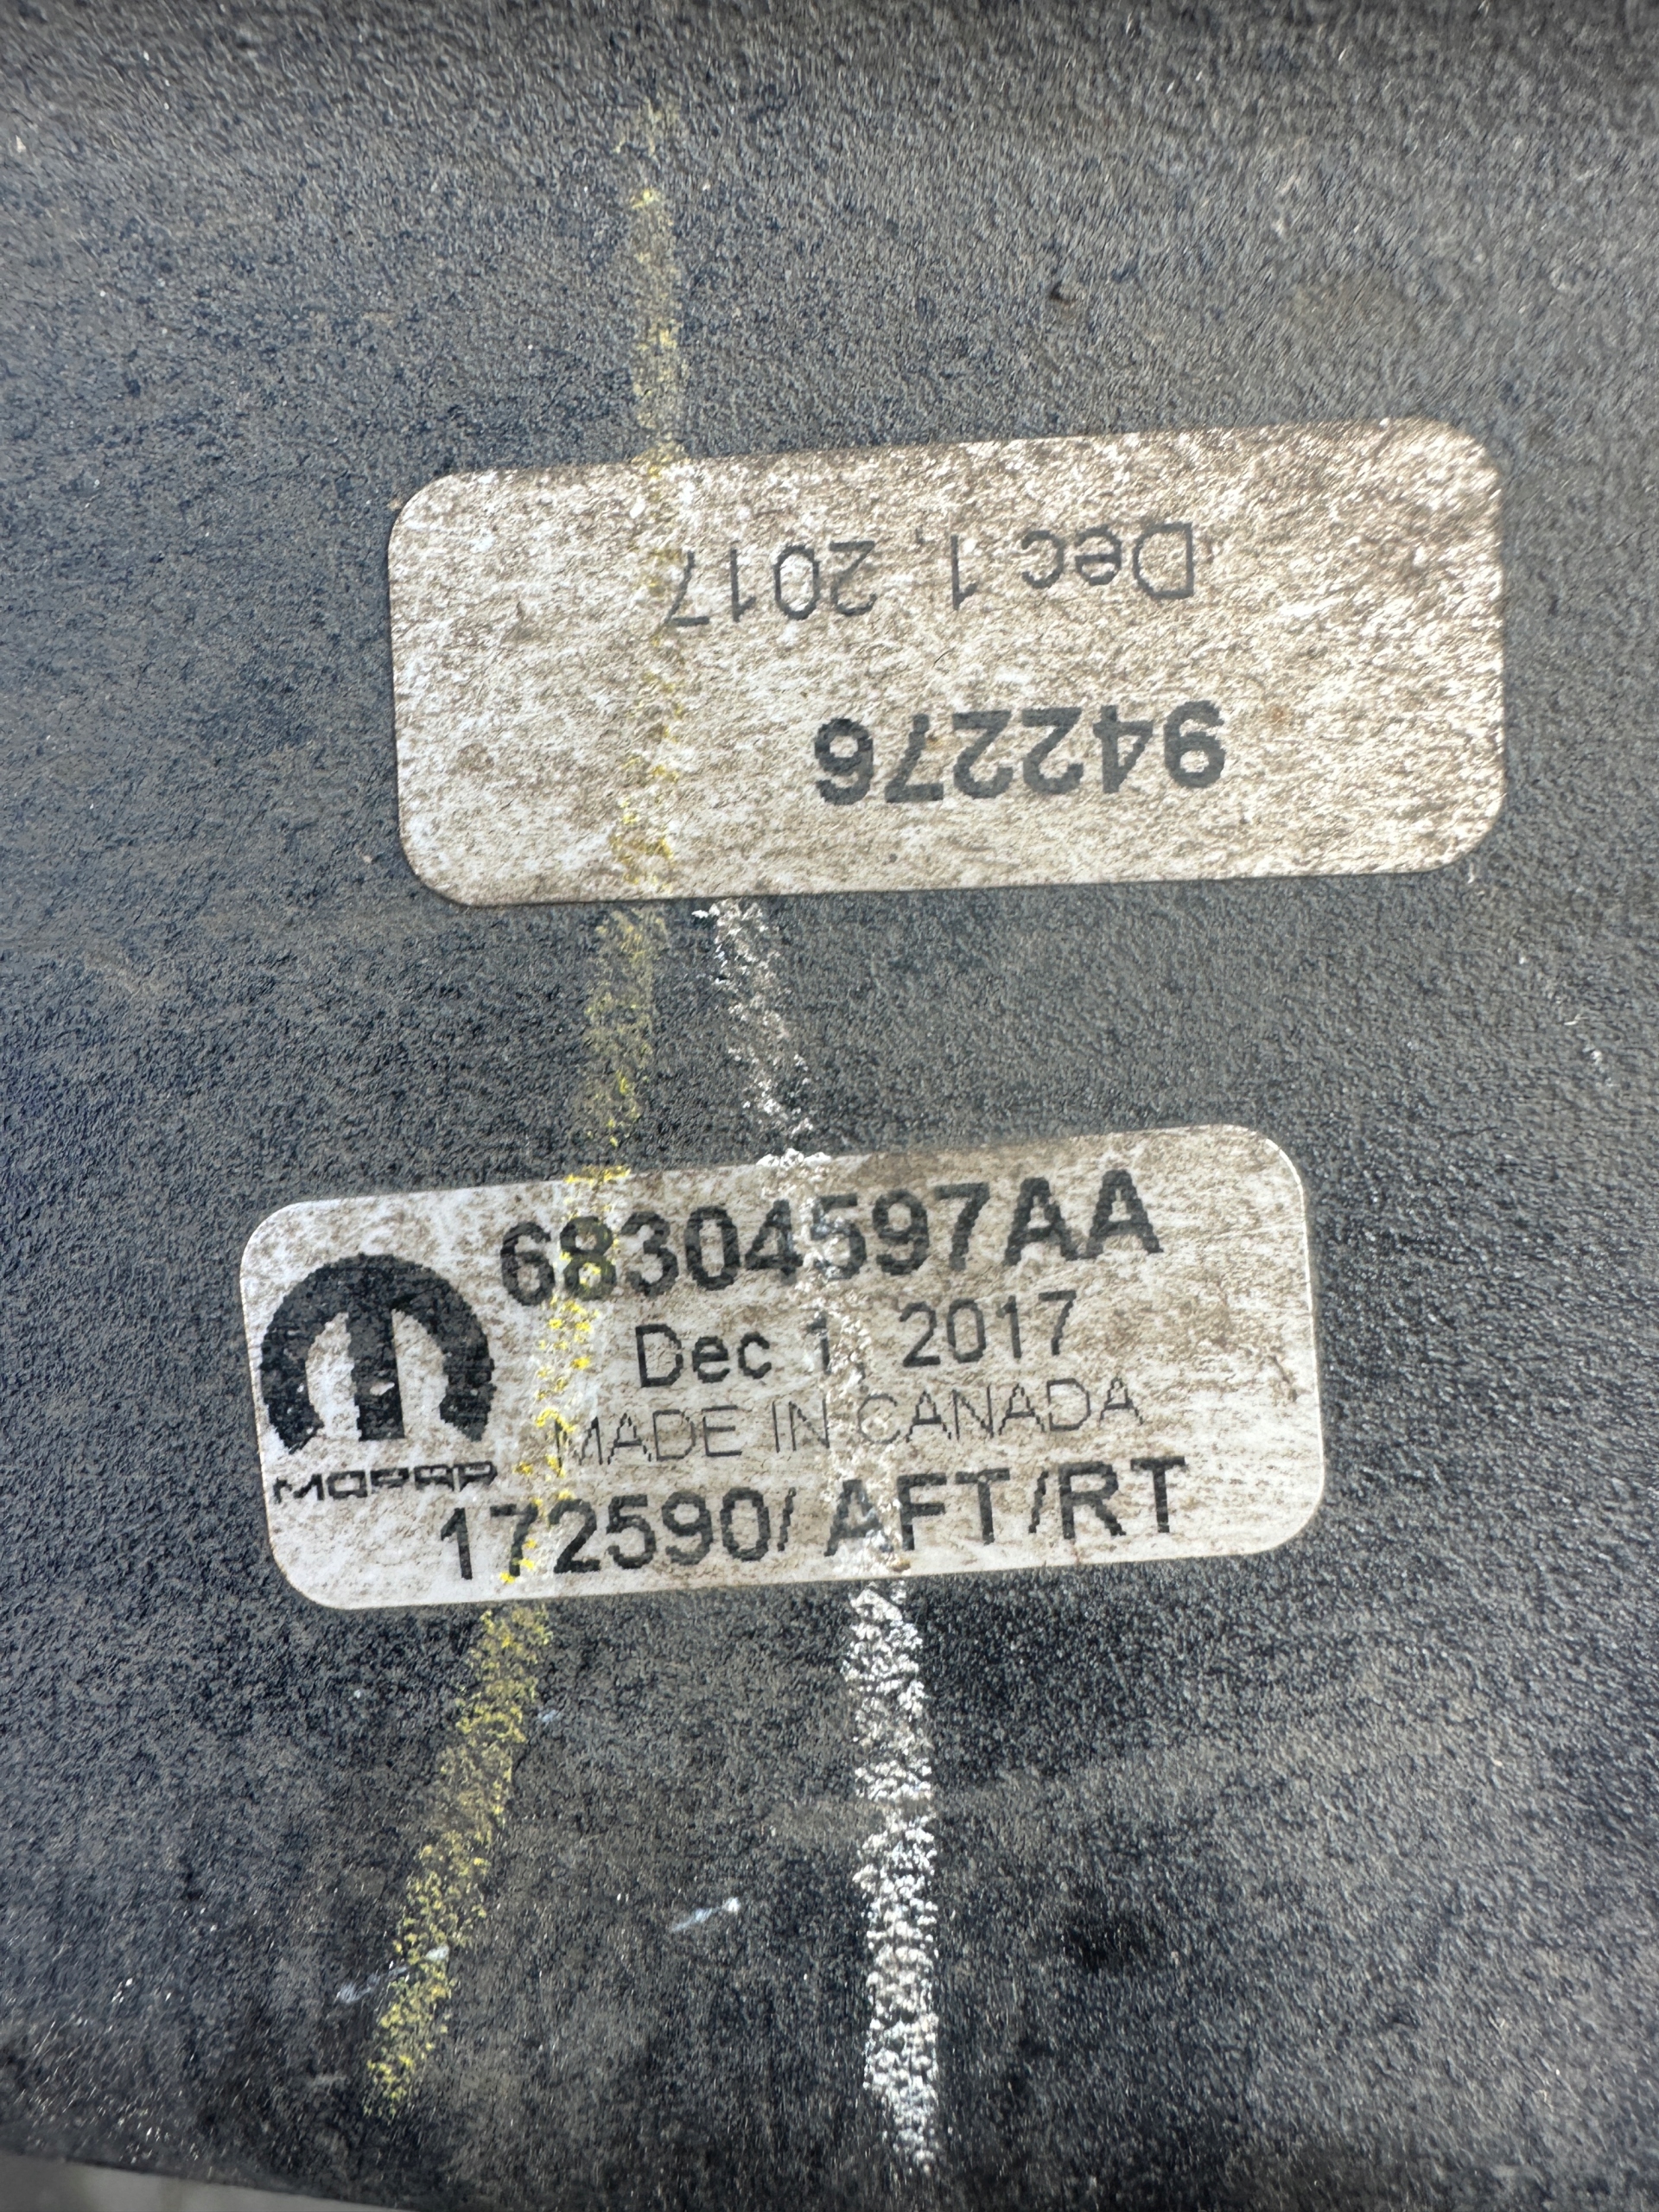 Dec 1, 2017
942276
68304597AA
Dec 1, 2017
MADE IN CANADA
MOPAR
172590/ AFT/RT